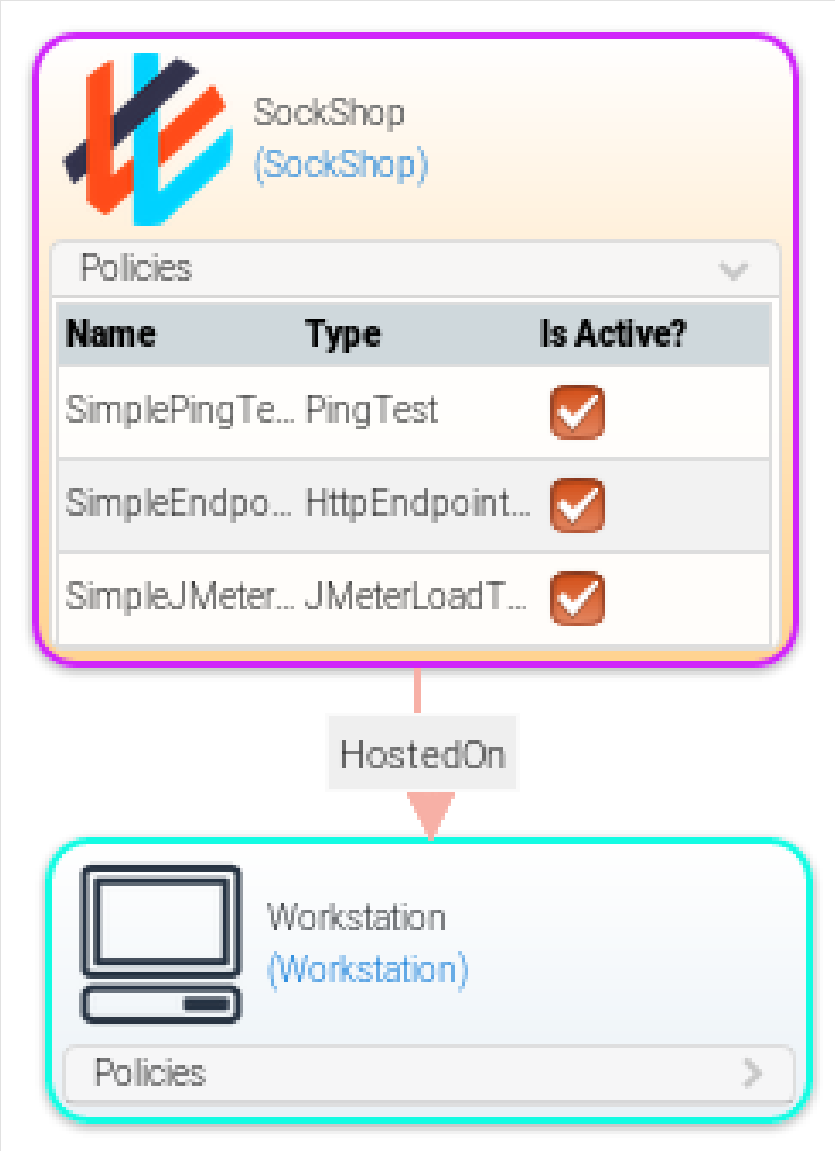 SockShop
(SockShop)
Policies
Name Type Is Active?
SimplePingTe... PingTest
SimpleEndpo... HttpEndpoint...
SimpleJMeter... JMeterLoadT...
HostedOn
Workstation
(Workstation)
Policies